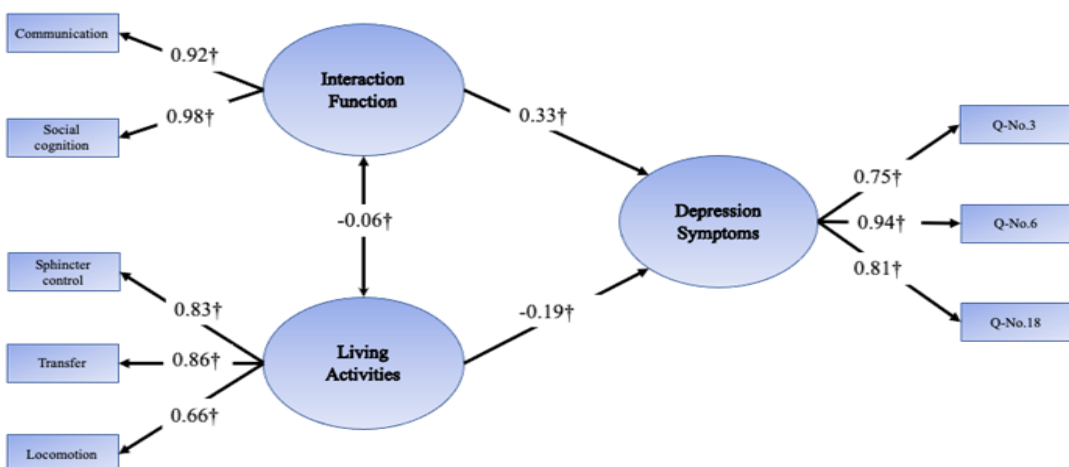 Communication
0.92†
Interaction
Function
0.98†
Social
cognition
0.33†
Q-No.3
0.75†
-0.06†
Depression
Symptoms
0.94†
Q-No.6
0.81†
Sphincter
control
0.83†
-0.19†
Q-No.18
Transfer
0.86†
Living
Activities
0.66†
Locomotion